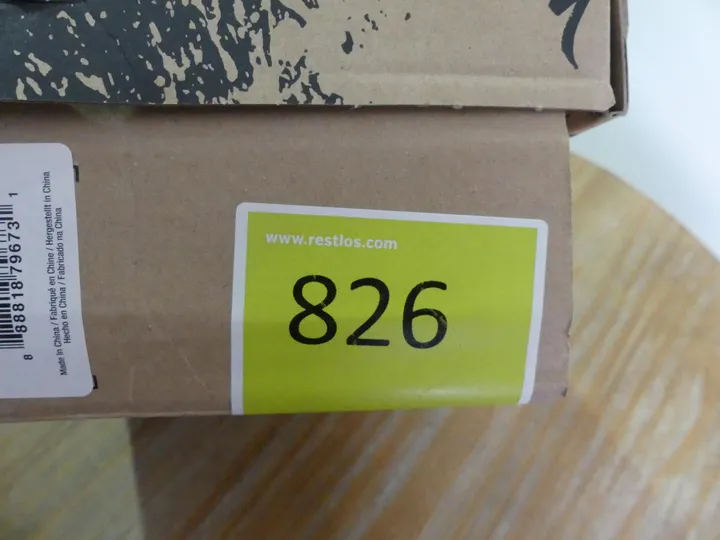 www.restlos.com
826
8 88818 79673 1
Made in China / Fabriqué en Chine / Hergestellt in China
Hecho en China / Fabricado na China